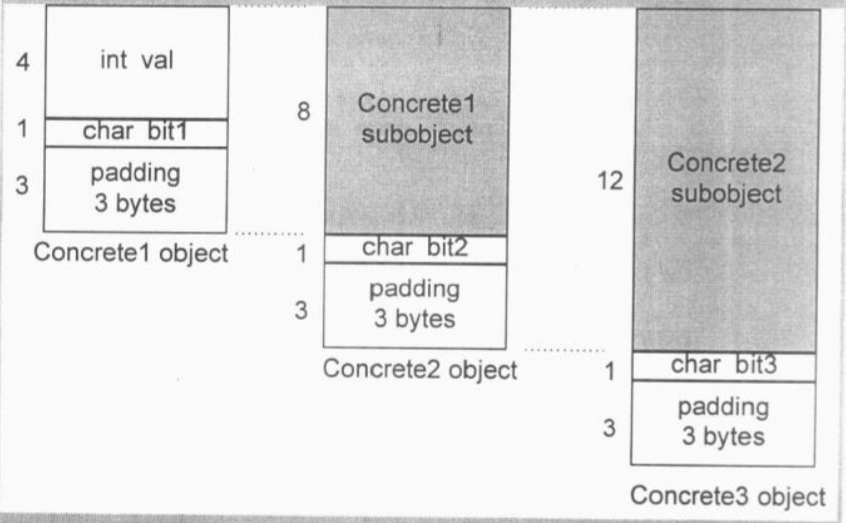 4
int val
1
char bit1
3
padding
3 bytes
Concrete1 object
8
Concrete1
subobject
1
char bit2
3
padding
3 bytes
Concrete2 object
12
Concrete2
subobject
1
char bit3
3
padding
3 bytes
Concrete3 object